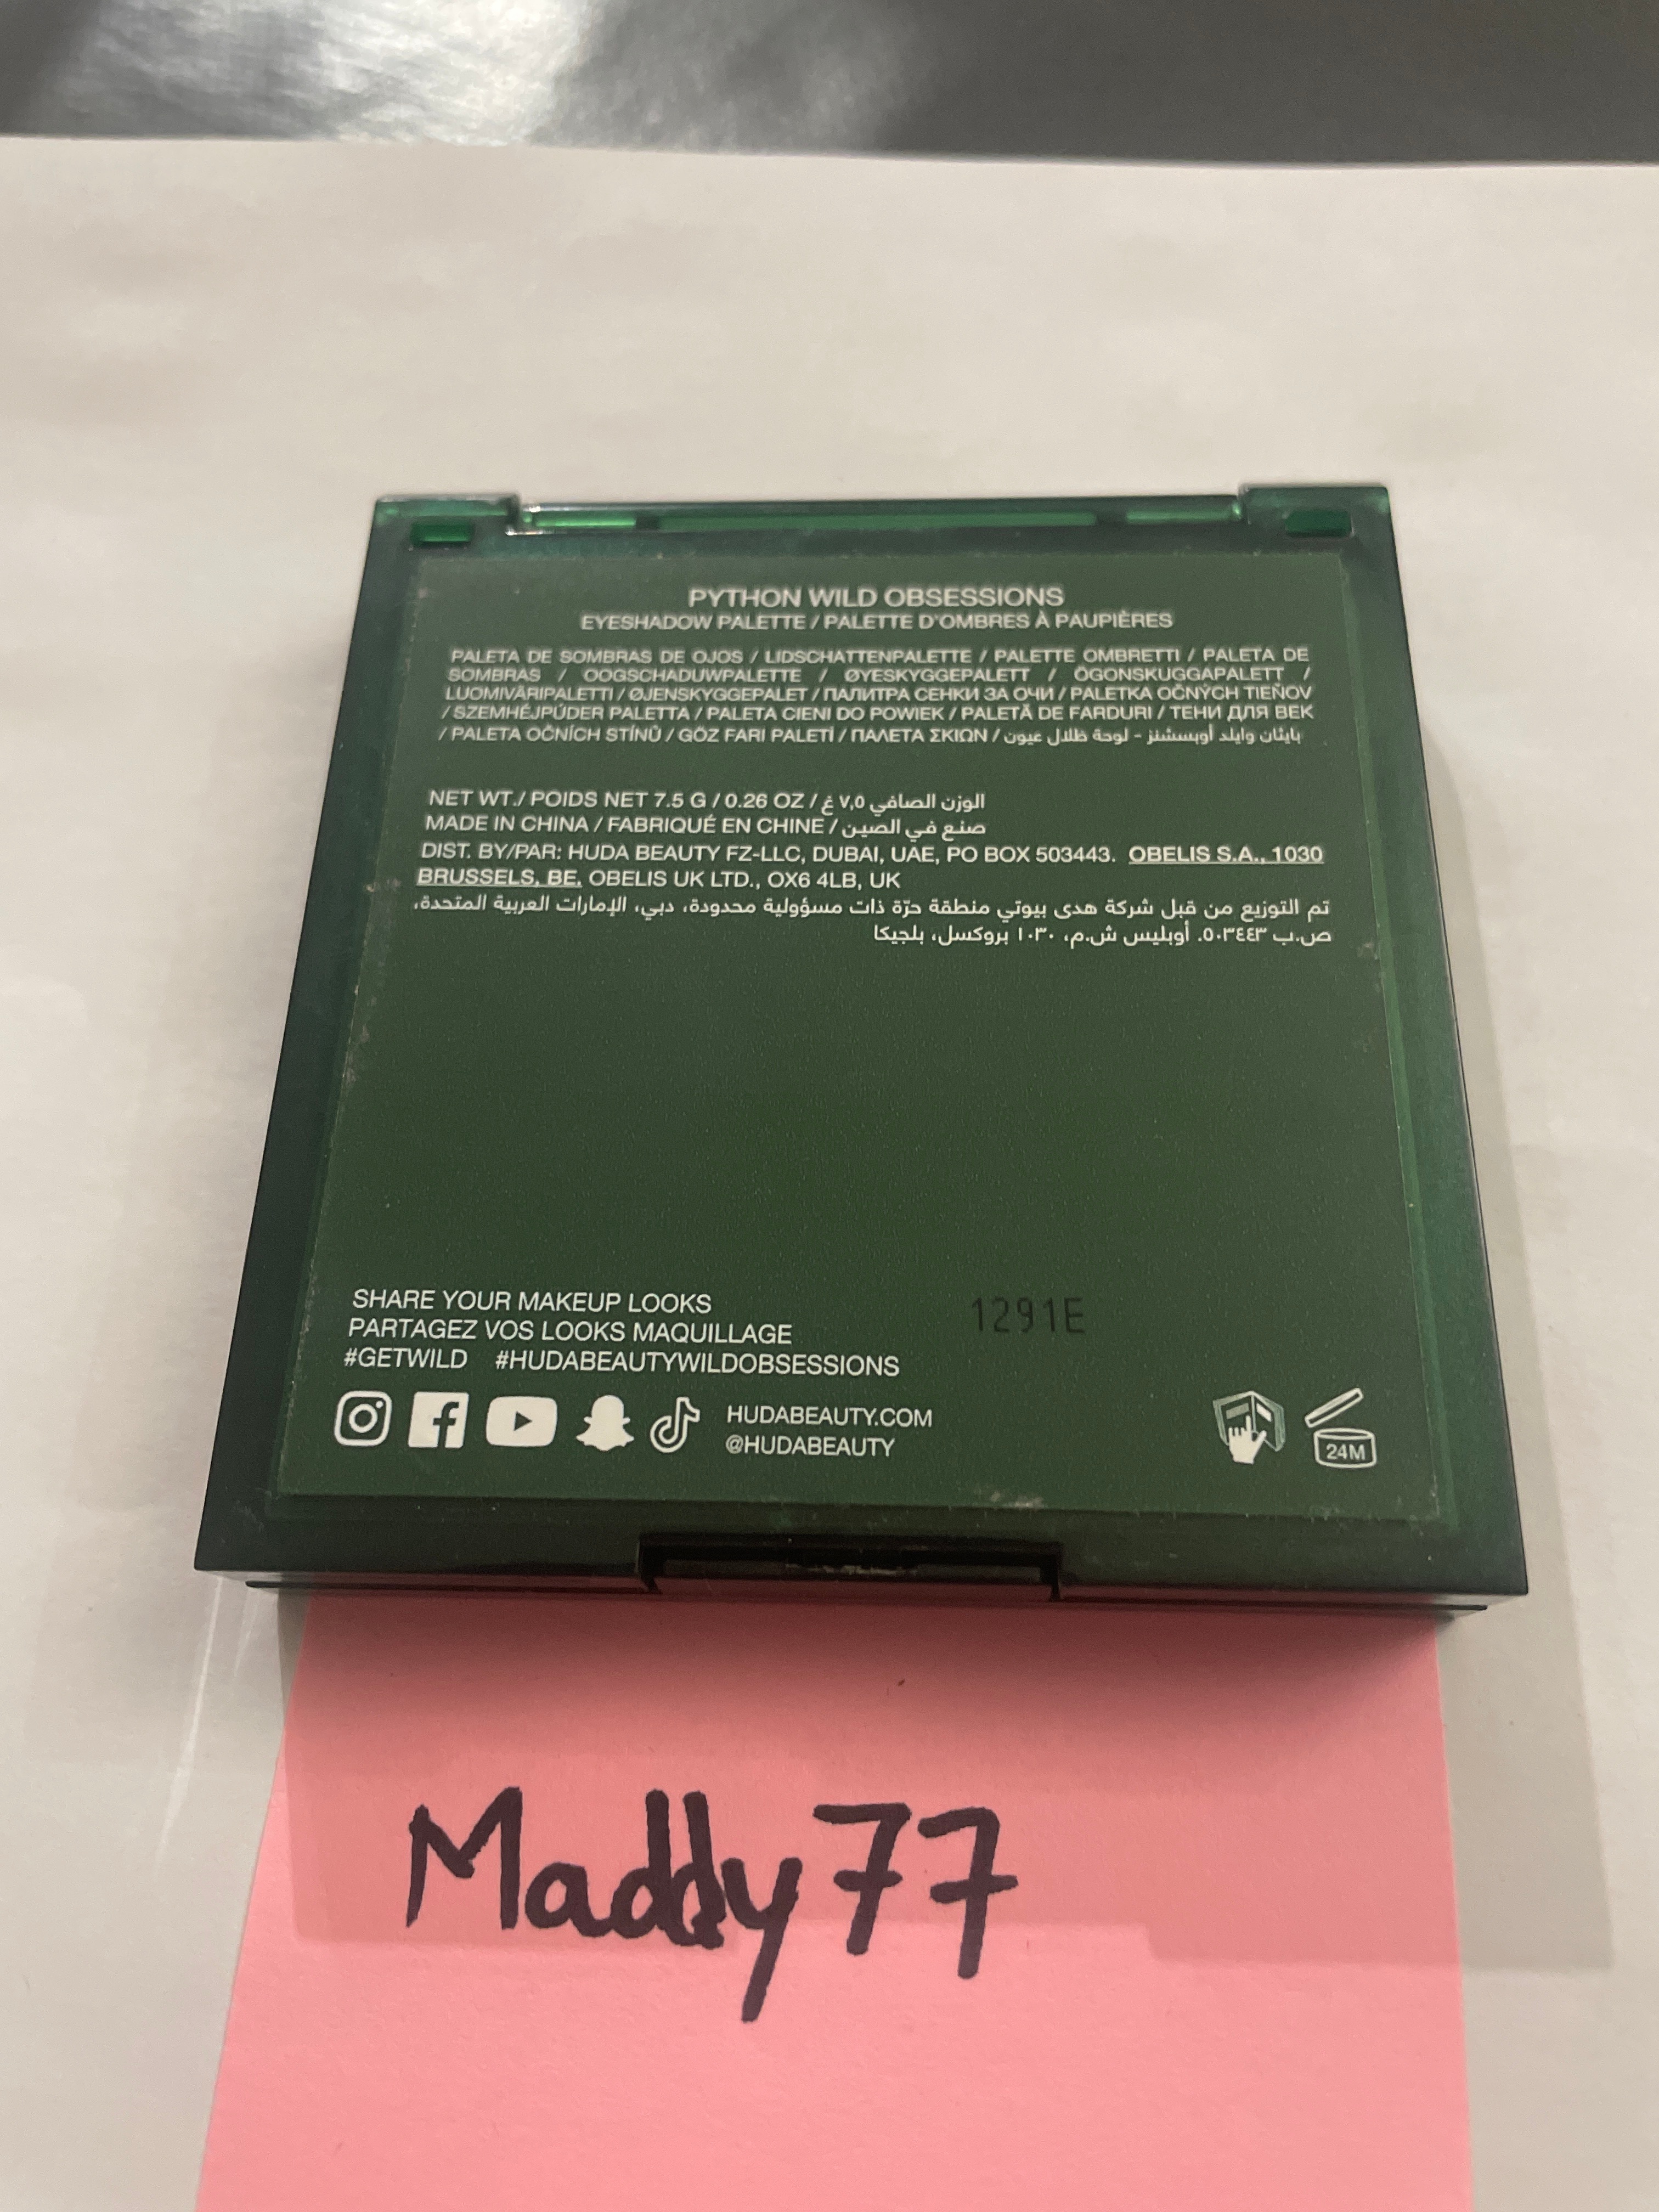 PYTHON WILD OBSESSIONS
EYESHADOW PALETTE / PALETTE D'OMBRES À PAUPIÈRES
PALETA DE SOMBRAS DE OJOS / LIDSCHATTENPALETTE / PALETTE OMBRETTI / PALETA DE
SOMBRAS / OOGSCHADUWPALETTE / ØYESKYGGEPALETT / ÖGONSKUGGAPALETT /
LUOMIVÄRIPALETTI / ØJENSKYGGEPALET / ПАЛИТРА СЕНКИ ЗА ОЧИ / PALETKA OČNÝCH TIEŇOV
/ SZEMHÉJPÚDER PALETTA / PALETA CIENI DO POWIEK / PALETĂ DE FARDURI / ТЕНИ ДЛЯ ВЕК
/ PALETA OČNÍCH STÍNŮ / GÖZ FARI PALETİ / ΠΑΛΕΤΑ ΣΚΙΩΝ / بايثان وايلد أوبسشنز - لوحة ظلال عيون
NET WT./ POIDS NET 7.5 G / 0.26 OZ / الوزن الصافي ٧,٥ غ
MADE IN CHINA / FABRIQUÉ EN CHINE / صنع في الصين
DIST. BY/PAR: HUDA BEAUTY FZ-LLC, DUBAI, UAE, PO BOX 503443. OBELIS S.A., 1030
BRUSSELS, BE. OBELIS UK LTD., OX6 4LB, UK
تم التوزيع من قبل شركة هدى بيوتي منطقة حرّة ذات مسؤولية محدودة، دبي، الإمارات العربية المتحدة،
ص.ب ٥٠٣٤٤٣. أوبليس ش.م، ١٠٣٠ بروكسل، بلجيكا
SHARE YOUR MAKEUP LOOKS
PARTAGEZ VOS LOOKS MAQUILLAGE
#GETWILD #HUDABEAUTYWILDOBSESSIONS
1291E
HUDABEAUTY.COM
@HUDABEAUTY
24M
Maddy77